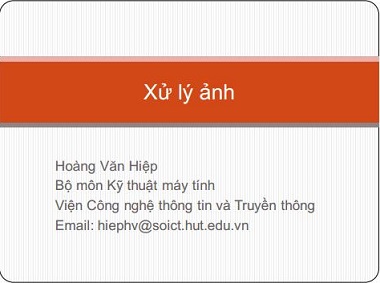 Xử lý ảnh
Hoàng Văn Hiệp
Bộ môn Kỹ thuật máy tính
Viện Công nghệ thông tin và Truyền thông
Email: hiephv@soict.hut.edu.vn